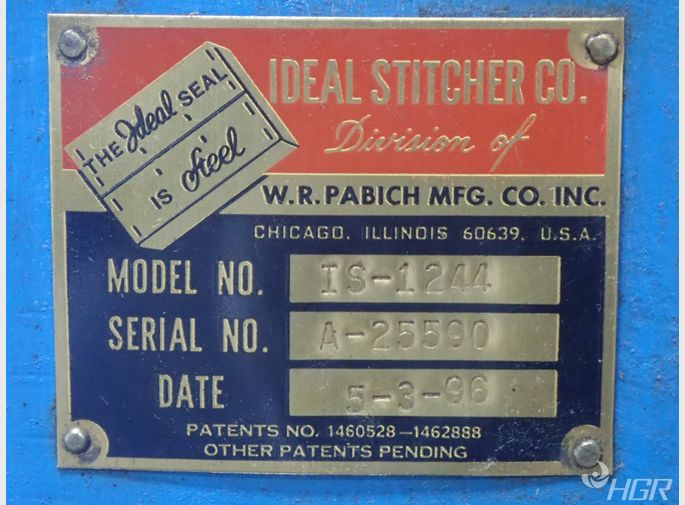 THE Ideal SEAL
IS Steel
IDEAL STITCHER CO.
Division of
W.R. PABICH MFG. CO. INC.
CHICAGO, ILLINOIS 60639, U.S.A.
MODEL NO. IS-1244
SERIAL NO. A-25590
DATE 5-3-96
PATENTS NO. 1460528-1462888
OTHER PATENTS PENDING
HGR